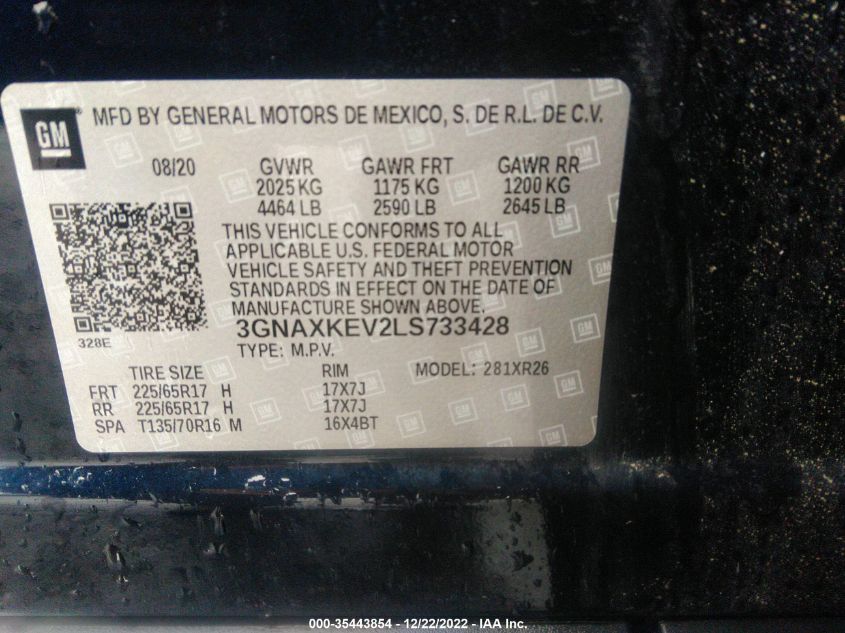 GM
MFD BY GENERAL MOTORS DE MEXICO, S. DE R.L. DE C.V.
08/20 GVWR GAWR FRT GAWR RR
2025 KG 1175 KG 1200 KG
4464 LB 2590 LB 2645 LB
THIS VEHICLE CONFORMS TO ALL
APPLICABLE U.S. FEDERAL MOTOR
VEHICLE SAFETY AND THEFT PREVENTION
STANDARDS IN EFFECT ON THE DATE OF
MANUFACTURE SHOWN ABOVE.
3GNAXKEV2LS733428
328E
TYPE: M.P.V.
TIRE SIZE RIM MODEL: 281XR26
FRT 225/65R17 H 17X7J
RR 225/65R17 H 17X7J
SPA T135/70R16 M 16X4BT
000-35443854 - 12/22/2022 - IAA Inc.